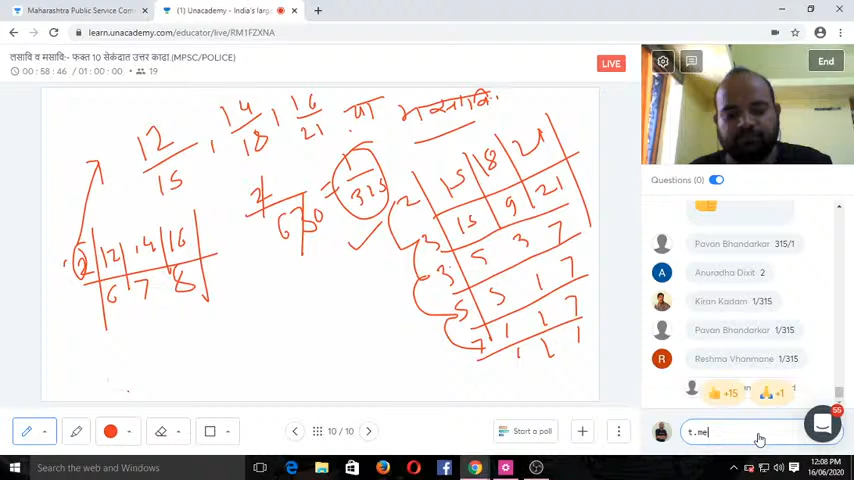 Maharashtra Public Service Com
(1) Unacademy - India's larg
learn.unacademy.com/educator/live/RM1FZXNA
लसावि व मसावि:- फक्त 10 सेकंदात उत्तर काढा.(MPSC/POLICE)
00 : 58 : 46 / 01 : 00 : 00 • 19
LIVE
End
12/15, 14/18, 16/21 चा मसावि.
2/630 = 1/315
2 | 12 | 14 | 16
6 | 7 | 8
2 | 15 | 18 | 21
3 | 15 | 9 | 21
3 | 5 | 3 | 7
5 | 5 | 1 | 7
7 | 1 | 1 | 7
1 | 1 | 1
Questions (0)
Pavan Bhandarkar 315/1
A Anuradha Dixit 2
Kiran Kadam 1/315
Pavan Bhandarkar 1/315
R Reshma Vhanmane 1/315
+15
+1
55
t.me
10 / 10
Start a poll
Search the web and Windows
12:08 PM
16/06/2020